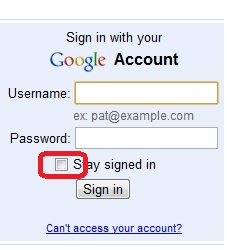 Sign in with your
Google Account
Username:
ex: pat@example.com
Password:
Stay signed in
Sign in
Can't access your account?